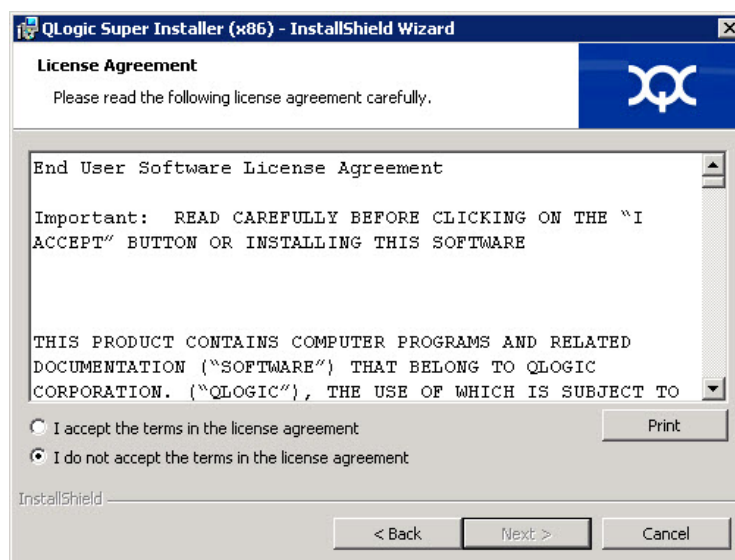 QLogic Super Installer (x86) - InstallShield Wizard
License Agreement
Please read the following license agreement carefully.
End User Software License Agreement
Important:  READ CAREFULLY BEFORE CLICKING ON THE “I
ACCEPT” BUTTON OR INSTALLING THIS SOFTWARE
THIS PRODUCT CONTAINS COMPUTER PROGRAMS AND RELATED
DOCUMENTATION (“SOFTWARE”) THAT BELONG TO QLOGIC
CORPORATION. (“QLOGIC”), THE USE OF WHICH IS SUBJECT TO
I accept the terms in the license agreement
Print
I do not accept the terms in the license agreement
InstallShield
< Back
Next >
Cancel